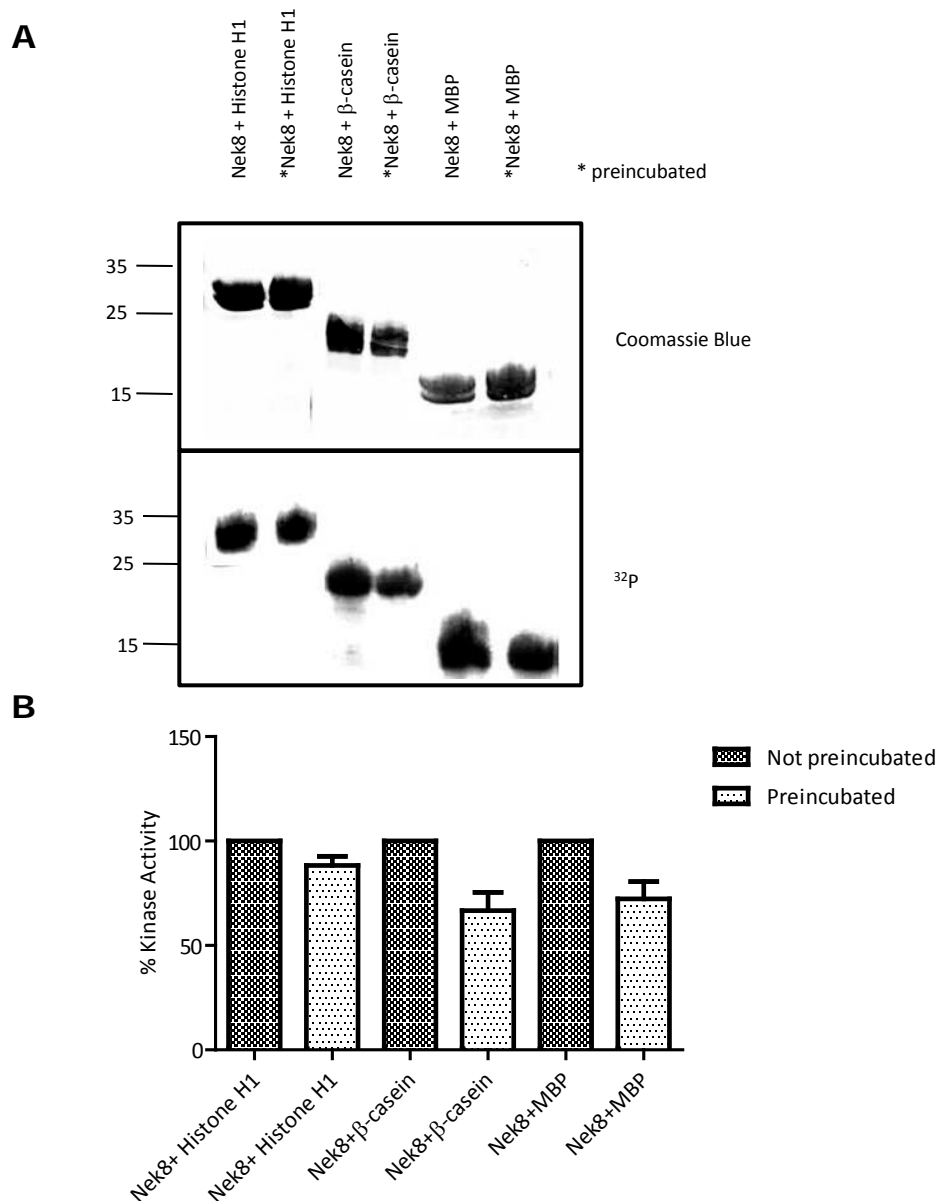 A
Nek8 + Histone H1
*Nek8 + Histone H1
Nek8 + β-casein
*Nek8 + β-casein
Nek8 + MBP
*Nek8 + MBP
* preincubated
35
25
15
Coomassie Blue
35
25
15
³²P
B
150
100
50
0
% Kinase Activity
Not preincubated
Preincubated
Nek8+ Histone H1
Nek8+ Histone H1
Nek8+β-casein
Nek8+β-casein
Nek8+MBP
Nek8+MBP